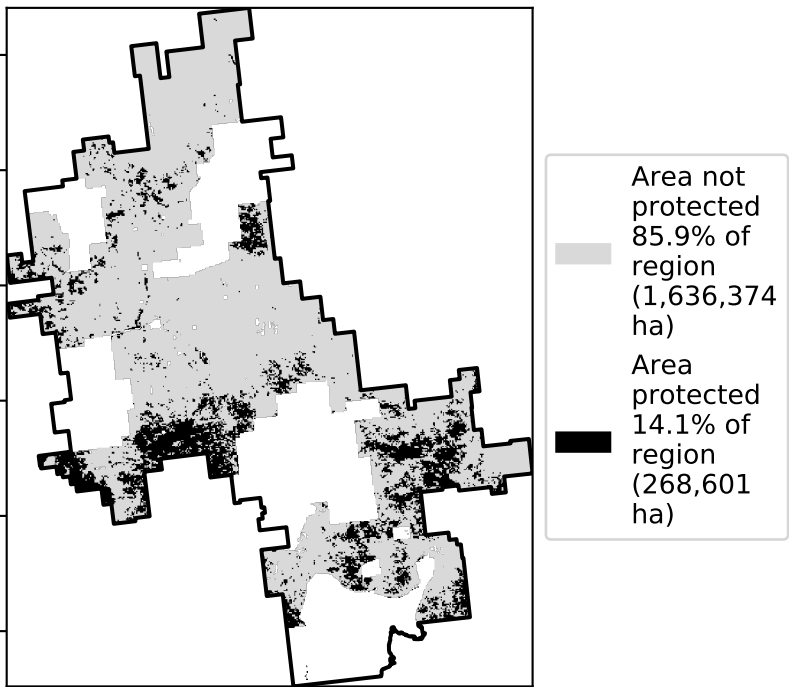 Area not
protected
85.9% of
region
(1,636,374
ha)
Area
protected
14.1% of
region
(268,601
ha)